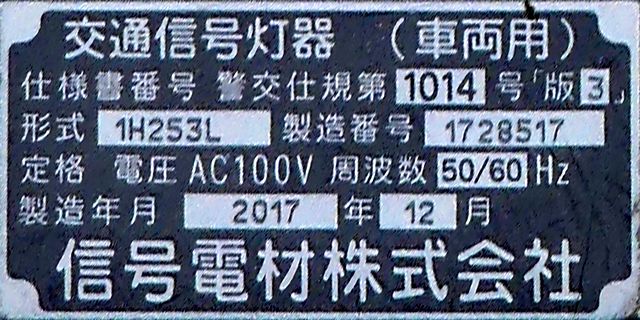 交通信号灯器 （車両用）
仕様書番号 警交仕規第 1014 号「版 3」
形式 1H253L 製造番号 1728517
定格 電圧 AC100V 周波数 50/60 Hz
製造年月 2017 年 12 月
信号電材株式会社